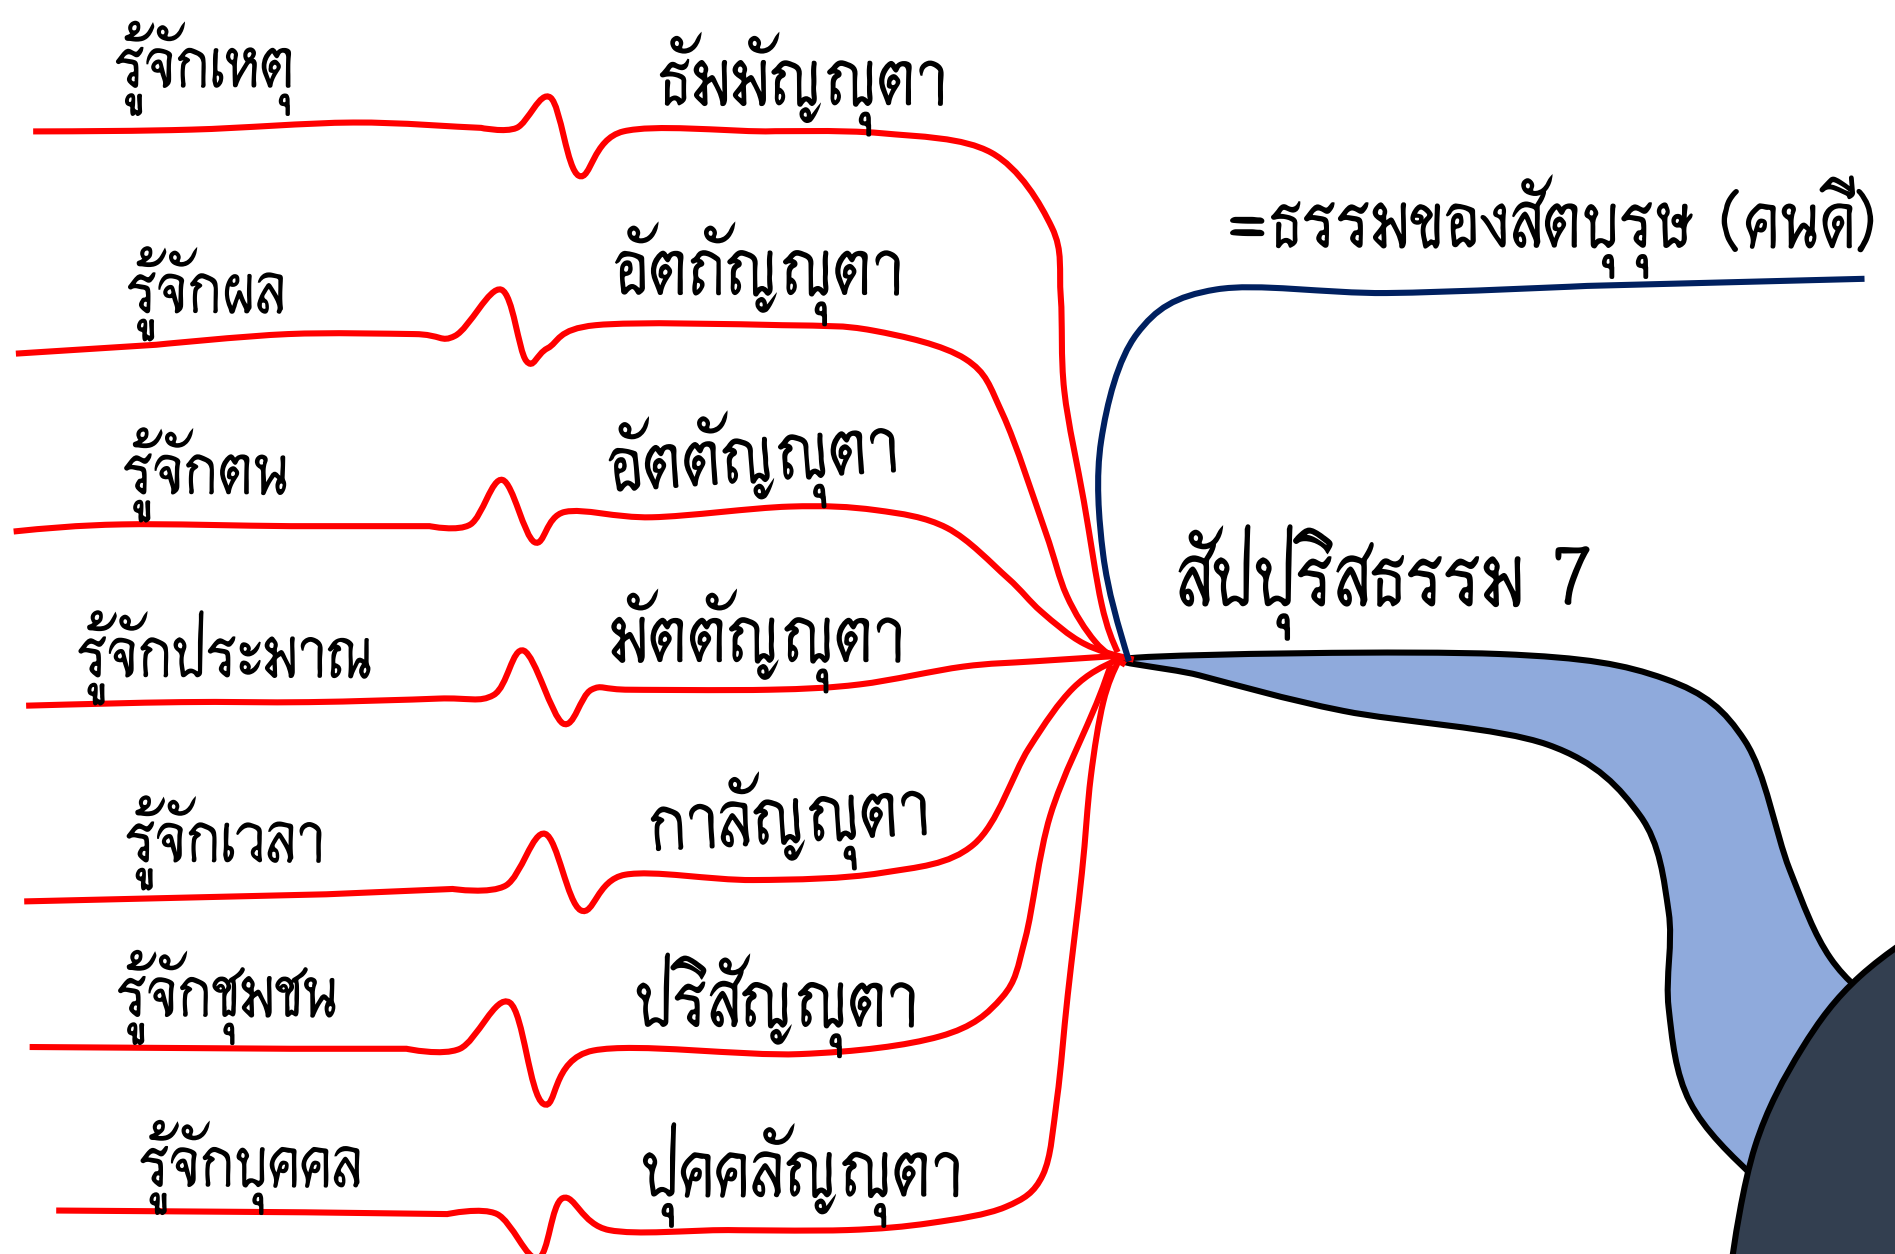 =ธรรมของสัตบุรุษ (คนดี)
สัปปุริสธรรม 7
ธัมมัญญุตา
รู้จักเหตุ
อัตถัญญุตา
รู้จักผล
อัตตัญญุตา
รู้จักตน
มัตตัญญุตา
รู้จักประมาณ
กาลัญญุตา
รู้จักเวลา
ปริสัญญุตา
รู้จักชุมชน
ปุคคลัญญุตา
รู้จักบุคคล